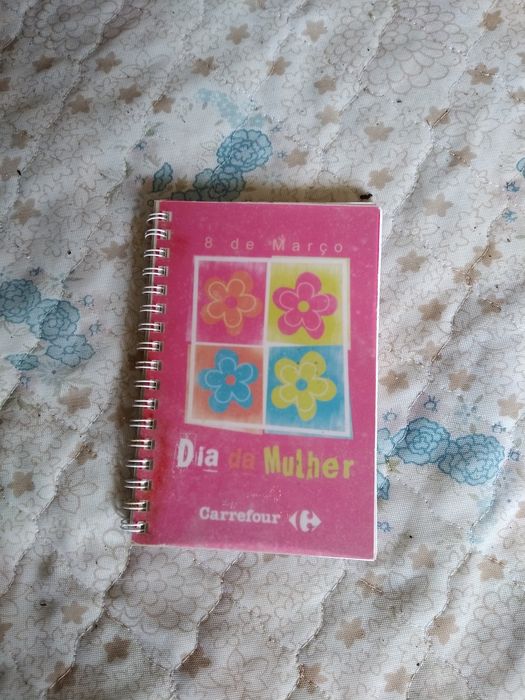 8 de Março
Dia da Mulher
Carrefour